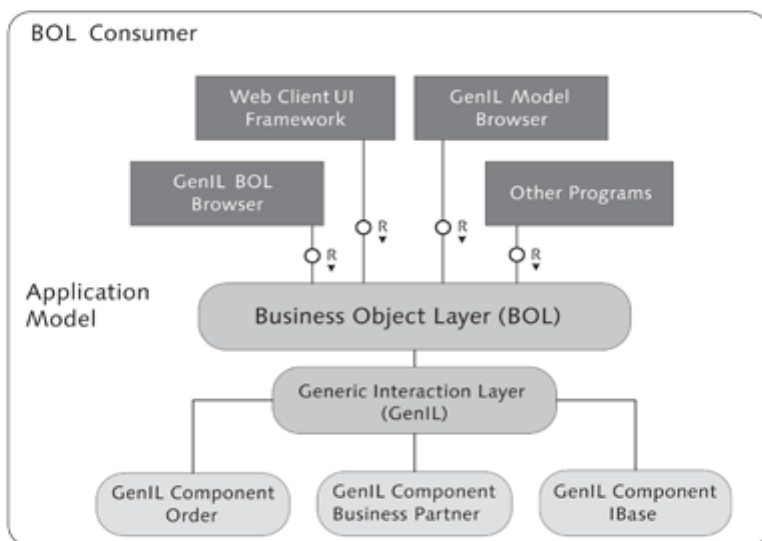 BOL Consumer
Web Client UI
Framework
GenIL Model
Browser
GenIL BOL
Browser
Other Programs
R
R
R
R
Application
Model
Business Object Layer (BOL)
Generic Interaction Layer
(GenIL)
GenIL Component
Order
GenIL Component
Business Partner
GenIL Component
IBase